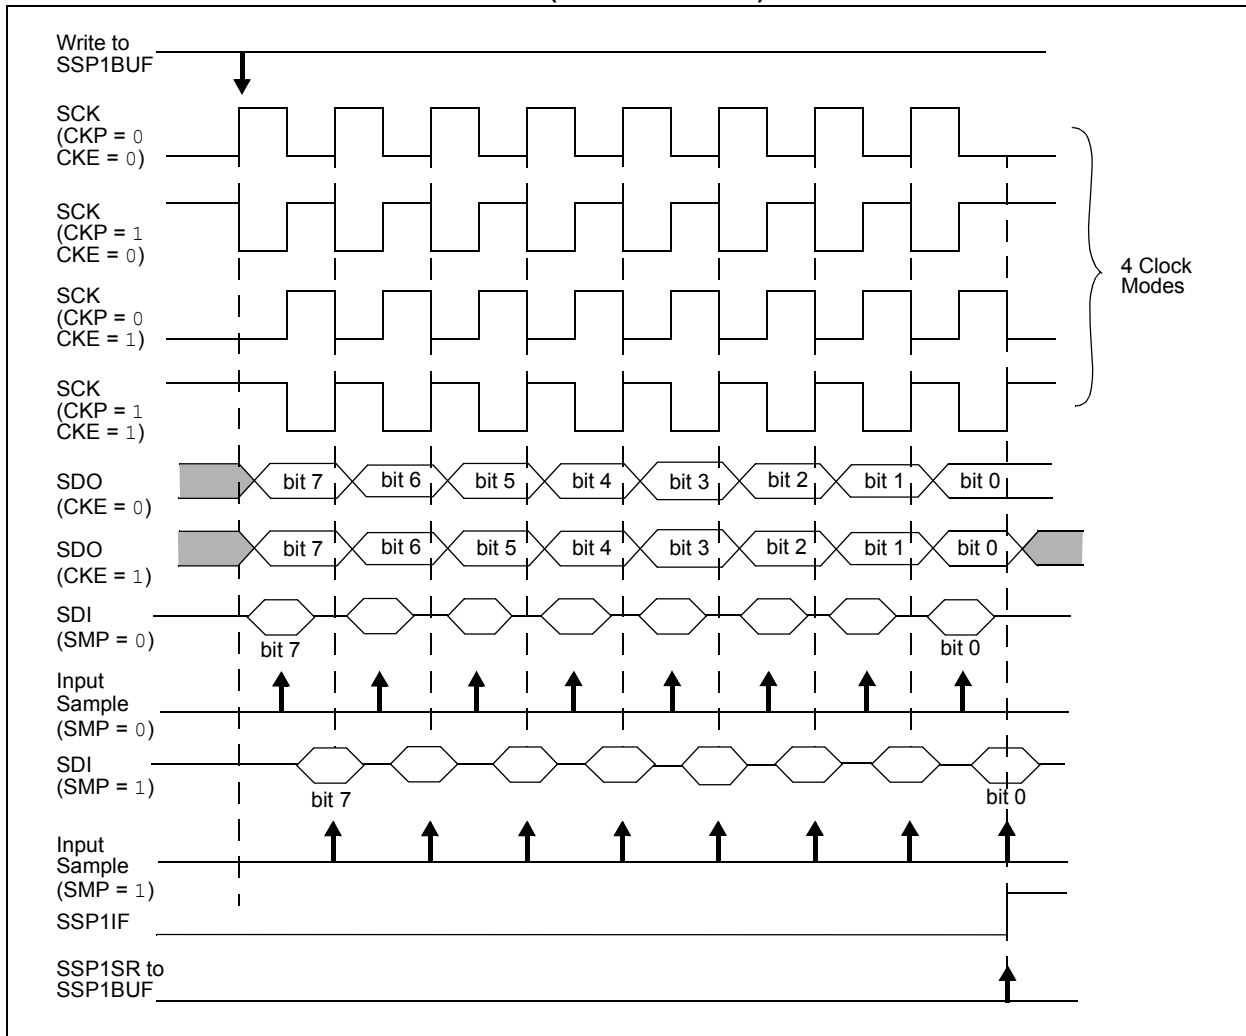 Write to
SSP1BUF
SCK
(CKP = 0
CKE = 0)
SCK
(CKP = 1
CKE = 0)
4 Clock
Modes
SCK
(CKP = 0
CKE = 1)
SCK
(CKP = 1
CKE = 1)
SDO
(CKE = 0)
bit 7 bit 6 bit 5 bit 4 bit 3 bit 2 bit 1 bit 0
SDO
(CKE = 1)
bit 7 bit 6 bit 5 bit 4 bit 3 bit 2 bit 1 bit 0
SDI
(SMP = 0)
bit 7 bit 0
Input
Sample
(SMP = 0)
SDI
(SMP = 1)
bit 7 bit 0
Input
Sample
(SMP = 1)
SSP1IF
SSP1SR to
SSP1BUF